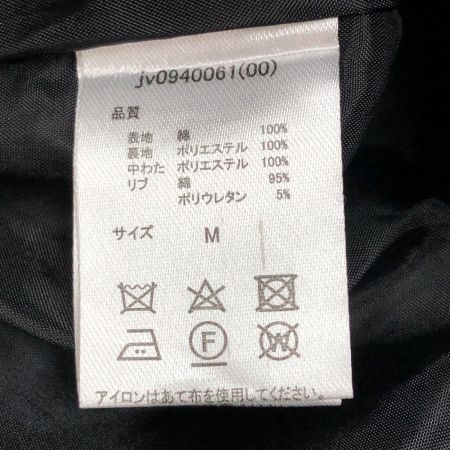 jv0940061(00)
品質
表地 綿 100%
裏地 ポリエステル 100%
中わた ポリエステル 100%
リブ 綿 95%
ポリウレタン 5%
サイズ M
F W
アイロンはあて布を使用してください。